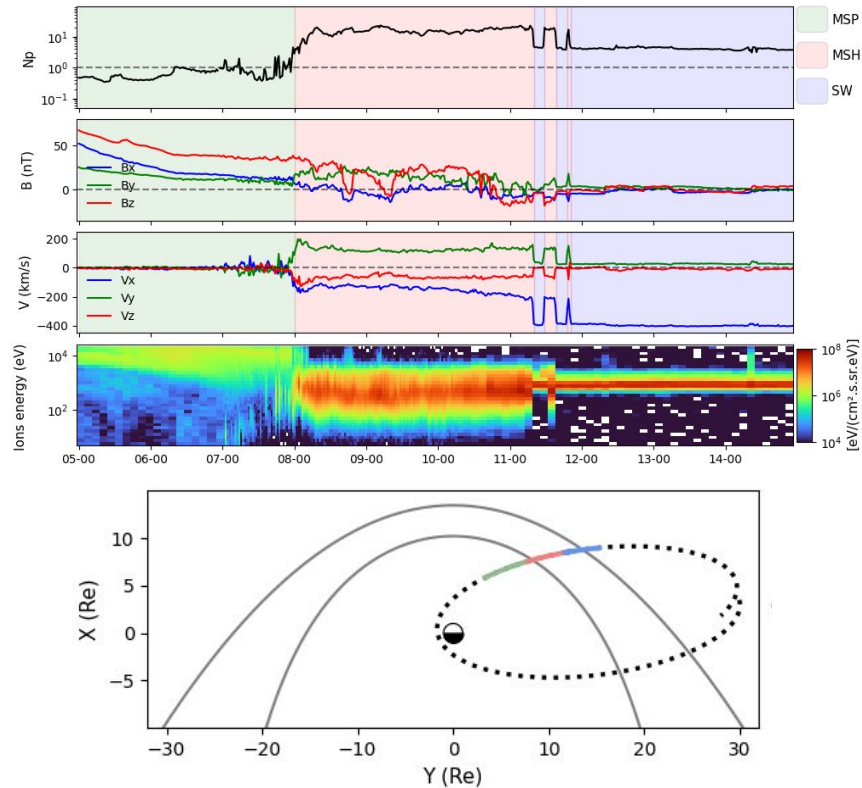 Np
10¹
10⁰
10⁻¹
MSP
MSH
SW
B (nT)
50
0
Bx
By
Bz
V (km/s)
200
0
−200
−400
Vx
Vy
Vz
Ions energy (eV)
10⁴
10²
10⁸
10⁶
10⁴
[eV/(cm².s.sr.eV)]
05-00 06-00 07-00 08-00 09-00 10-00 11-00 12-00 13-00 14-00
X (Re)
10
5
0
−5
−30 −20 −10 0 10 20 30
Y (Re)